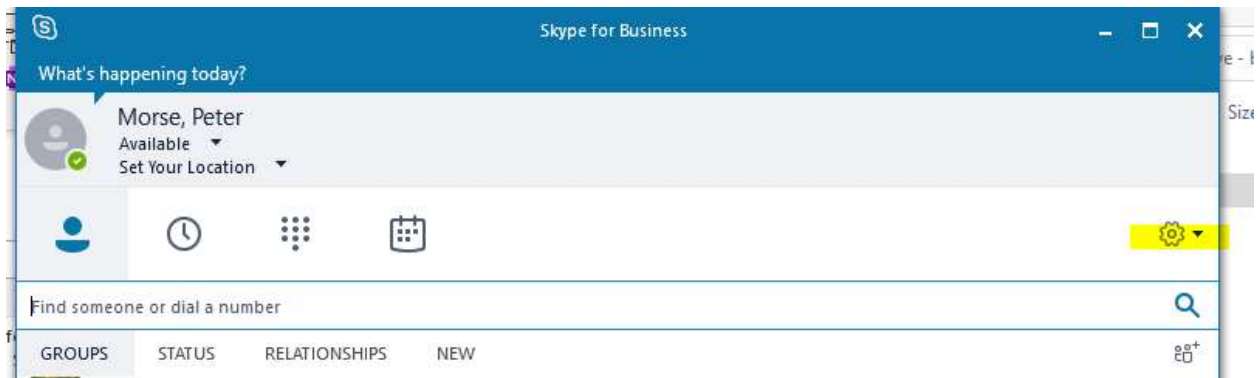 Skype for Business
What's happening today?
Morse, Peter
Available
Set Your Location
Find someone or dial a number
GROUPS STATUS RELATIONSHIPS NEW
Size